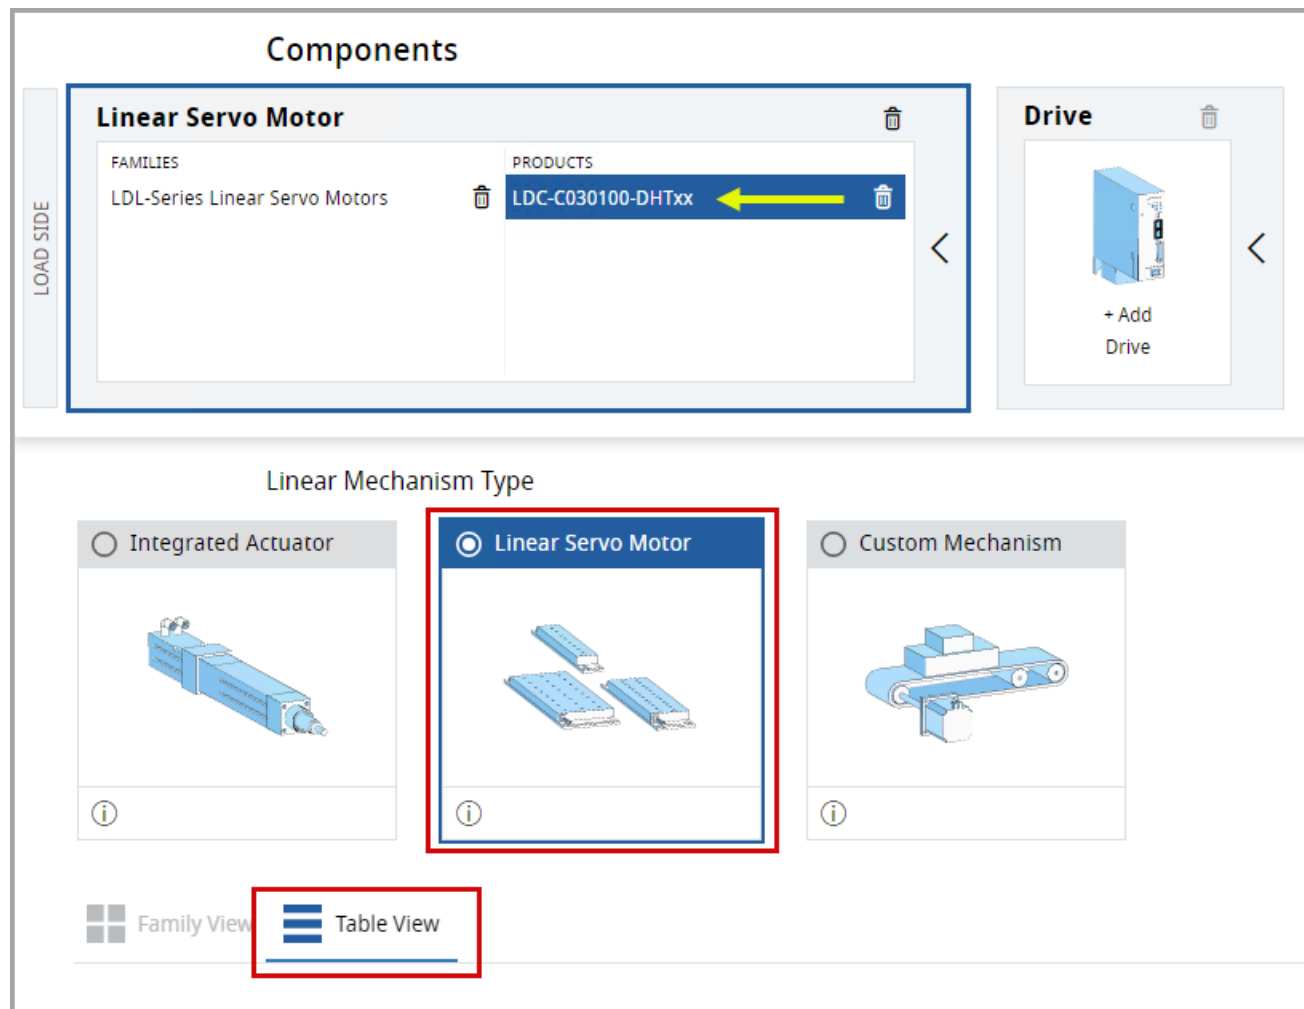 Components
LOAD SIDE
Linear Servo Motor
FAMILIES
LDL-Series Linear Servo Motors
PRODUCTS
LDC-C030100-DHTxx
Drive
+ Add
Drive
Linear Mechanism Type
Integrated Actuator
Linear Servo Motor
Custom Mechanism
Family View
Table View